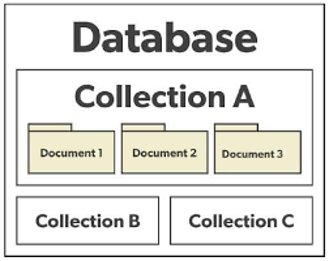 Database
Collection A
Document 1 Document 2 Document 3
Collection B Collection C